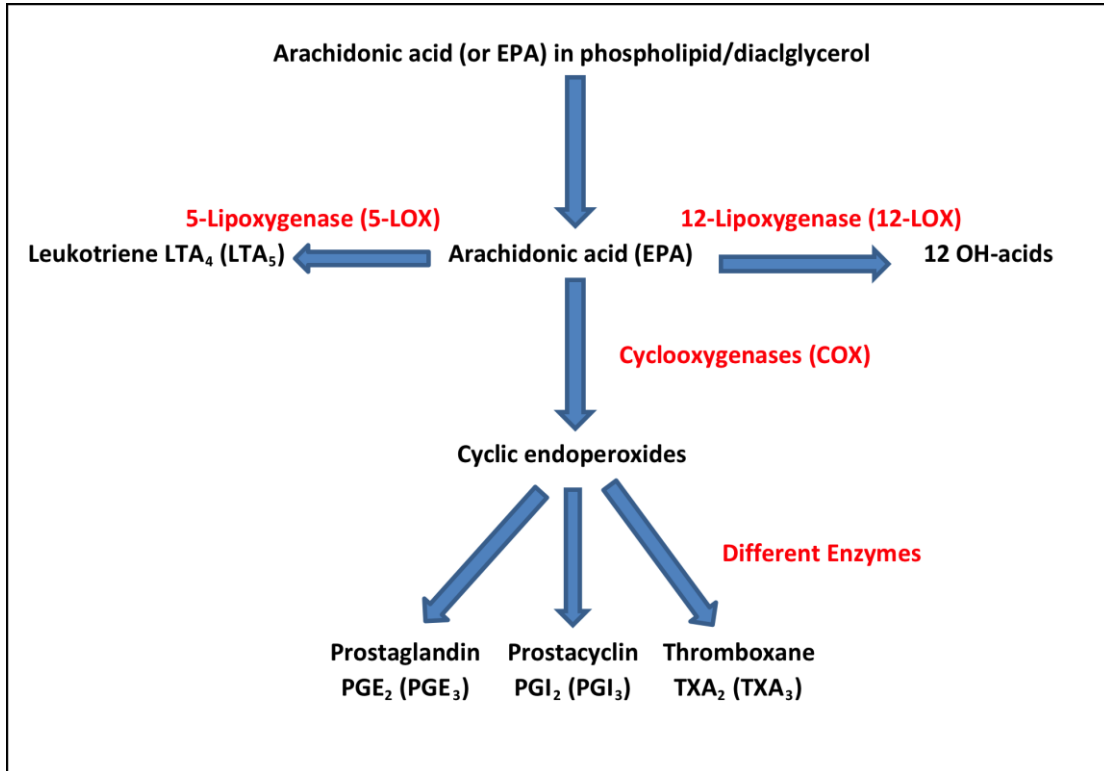 Arachidonic acid (or EPA) in phospholipid/diaclglycerol
5-Lipoxygenase (5-LOX)
12-Lipoxygenase (12-LOX)
Leukotriene LTA₄ (LTA₅)
Arachidonic acid (EPA)
12 OH-acids
Cyclooxygenases (COX)
Cyclic endoperoxides
Different Enzymes
Prostaglandin
PGE₂ (PGE₃)
Prostacyclin
PGI₂ (PGI₃)
Thromboxane
TXA₂ (TXA₃)